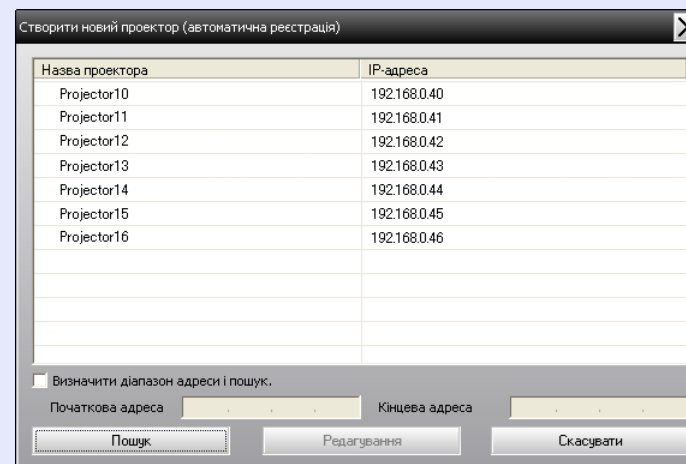 Створити новий проектор (автоматична реєстрація)
Назва проектора IP-адреса
Projector10 192.168.0.40
Projector11 192.168.0.41
Projector12 192.168.0.42
Projector13 192.168.0.43
Projector14 192.168.0.44
Projector15 192.168.0.45
Projector16 192.168.0.46
Визначити діапазон адреси і пошук.
Початкова адреса . . . Кінцева адреса . . .
Пошук Редагування Скасувати